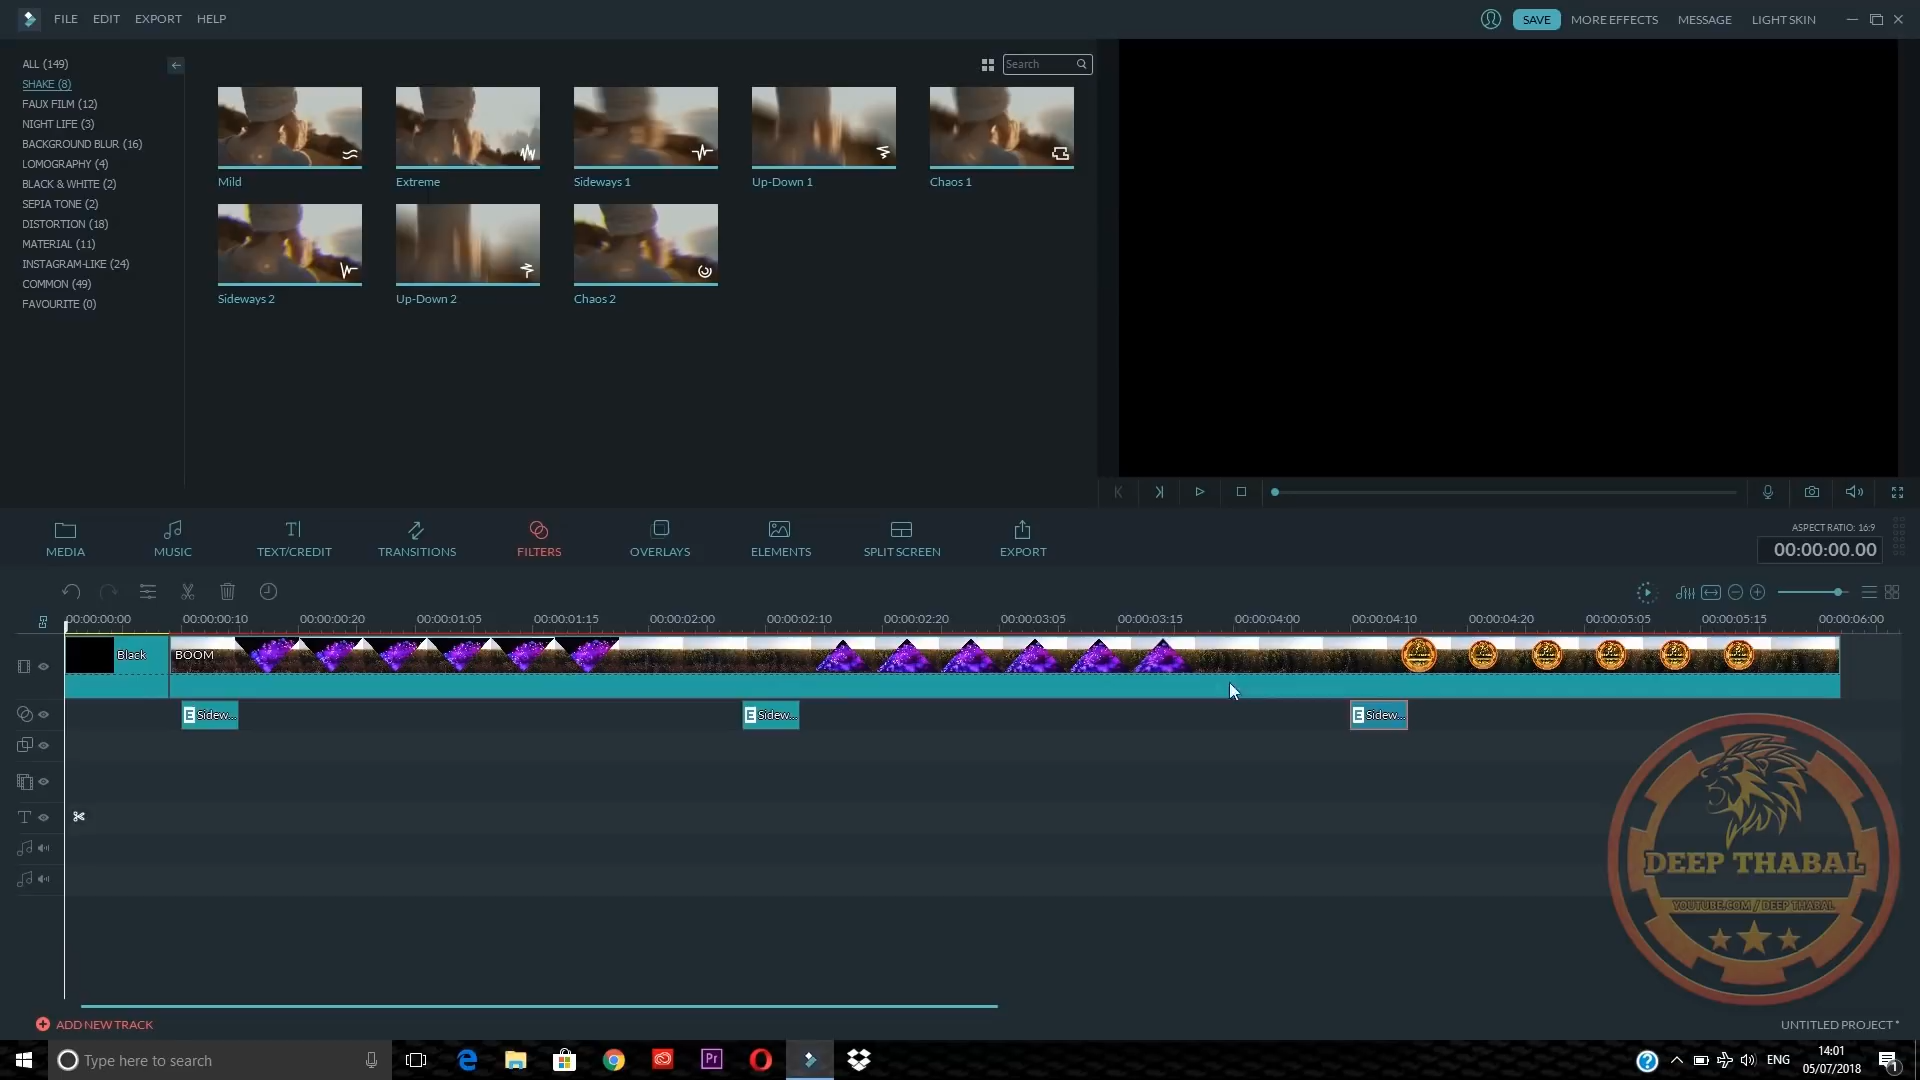 FILE EDIT EXPORT HELP
SAVE MORE EFFECTS MESSAGE LIGHT SKIN
ALL (149)
SHAKE (8)
FAUX FILM (12)
NIGHT LIFE (3)
BACKGROUND BLUR (16)
LOMOGRAPHY (4)
BLACK & WHITE (2)
SEPIA TONE (2)
DISTORTION (18)
MATERIAL (11)
INSTAGRAM-LIKE (24)
COMMON (49)
FAVOURITE (0)
Search
Mild Extreme Sideways 1 Up-Down 1 Chaos 1
Sideways 2 Up-Down 2 Chaos 2
MEDIA MUSIC TEXT/CREDIT TRANSITIONS FILTERS OVERLAYS ELEMENTS SPLIT SCREEN EXPORT
ASPECT RATIO: 16:9
00:00:00.00
00:00:00:00 00:00:00:10 00:00:00:20 00:00:01:05 00:00:01:15 00:00:02:00 00:00:02:10 00:00:02:20 00:00:03:05 00:00:03:15 00:00:04:00 00:00:04:10 00:00:04:20 00:00:05:05 00:00:05:15 00:00:06:00
Black BOOM
E Sidew... E Sidew... E Sidew...
DEEP THABAL
YOUTUBE.COM / DEEP THABAL
ADD NEW TRACK
UNTITLED PROJECT *
Type here to search
Pr
ENG
14:01
05/07/2018
1